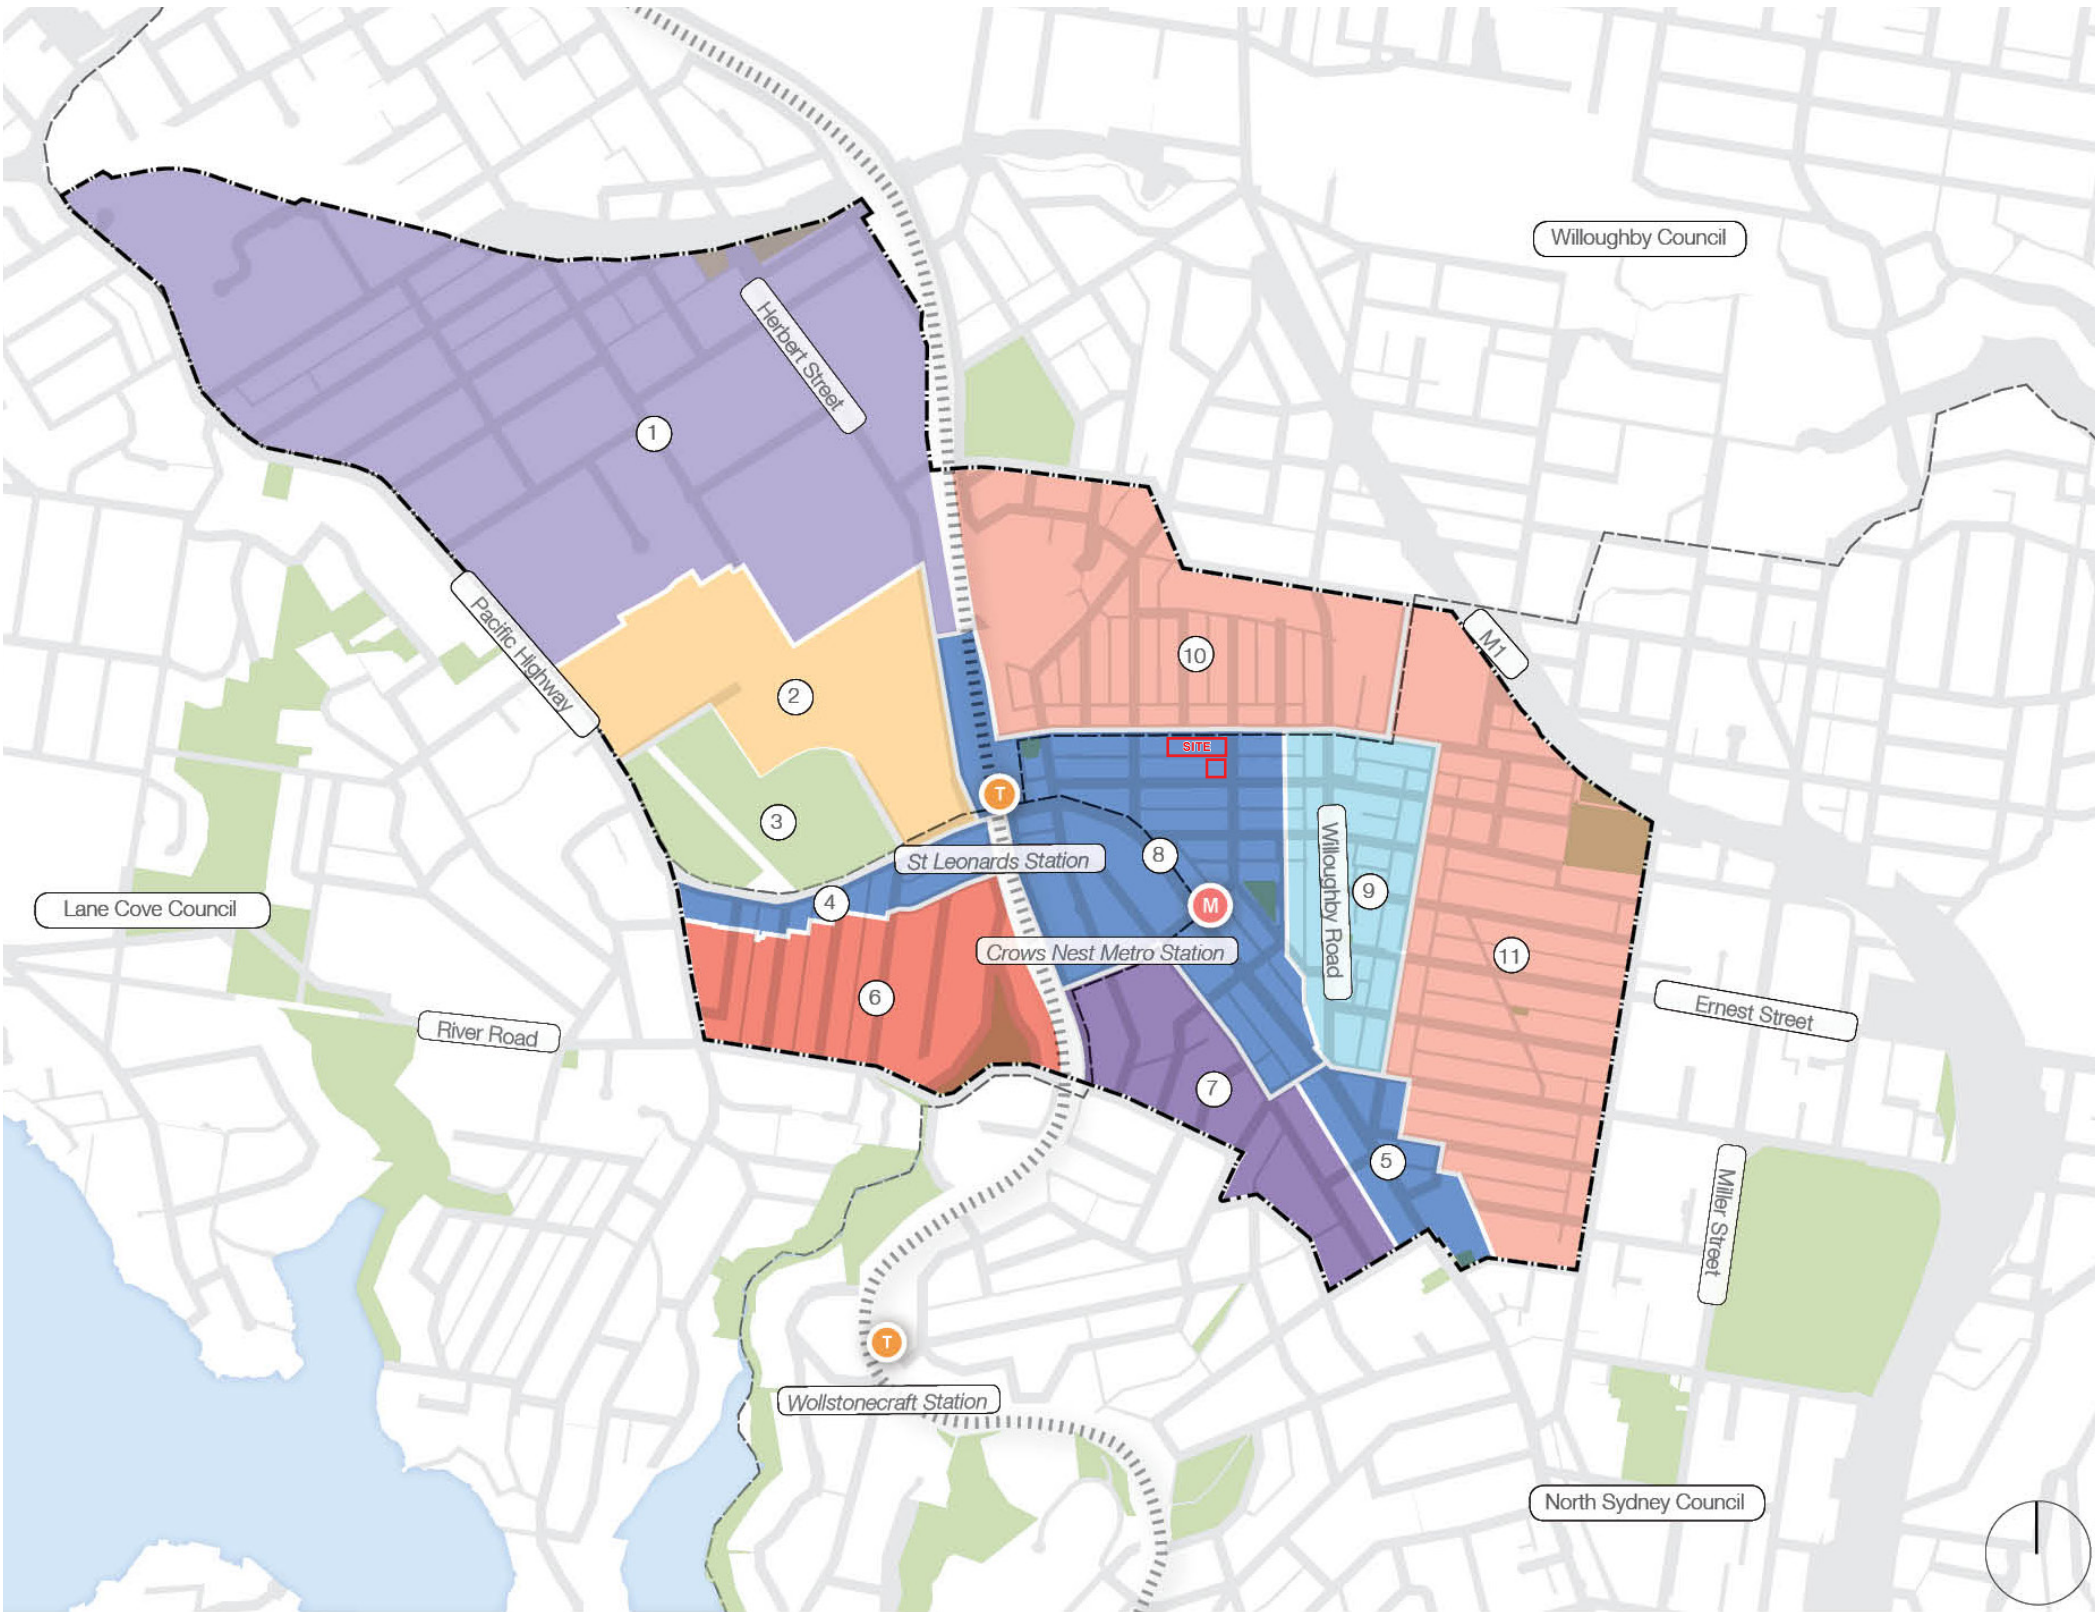 Willoughby Council
Herbert Street
1
M1
10
Pacific Highway
2
SITE
T
3
Willoughby Road
8
St Leonards Station
9
4
M
Lane Cove Council
Crows Nest Metro Station
11
6
Ernest Street
River Road
7
5
Miller Street
T
Wollstonecraft Station
North Sydney Council